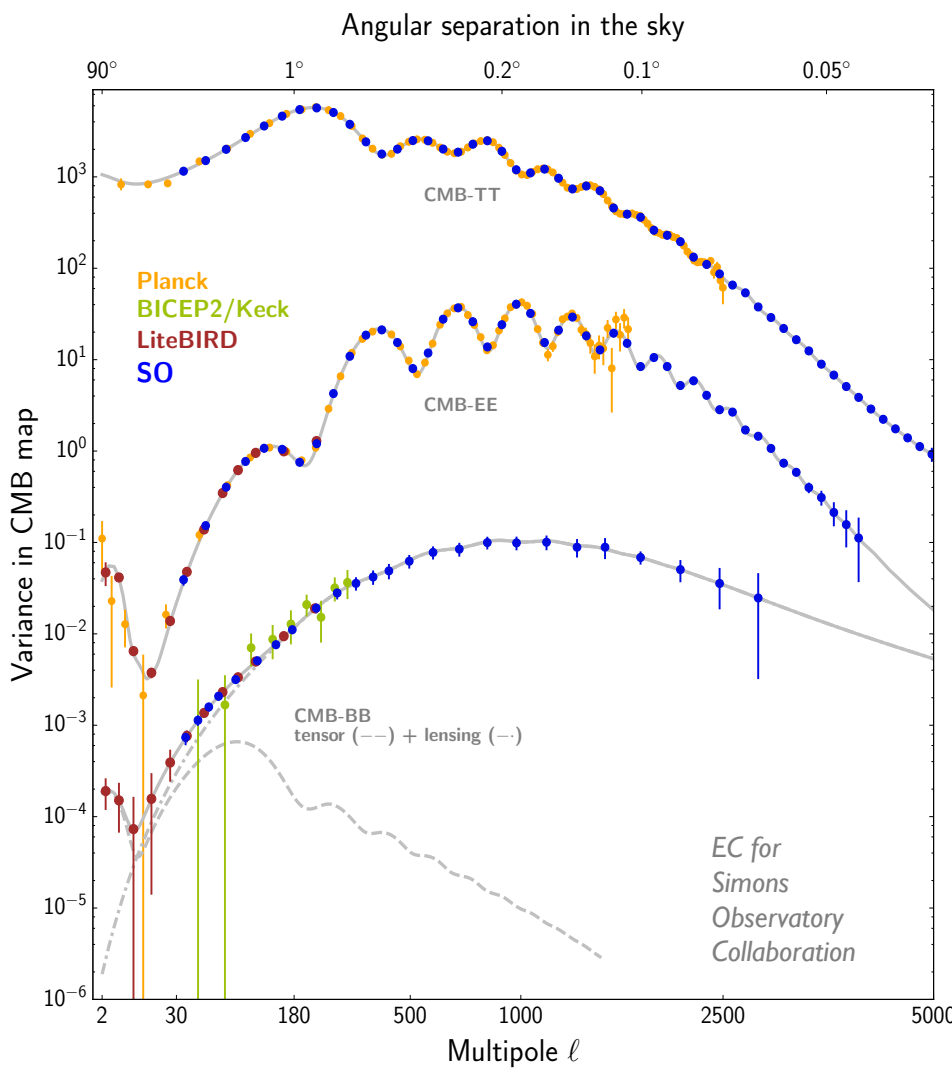 Angular separation in the sky
90° 1° 0.2° 0.1° 0.05°
10³
10²
10¹
10⁰
10⁻¹
10⁻²
10⁻³
10⁻⁴
10⁻⁵
10⁻⁶
Variance in CMB map
CMB-TT
Planck
BICEP2/Keck
LiteBIRD
SO
CMB-EE
CMB-BB
tensor (−−) + lensing (−·)
EC for
Simons
Observatory
Collaboration
2 30 180 500 1000 2500 5000
Multipole ℓ